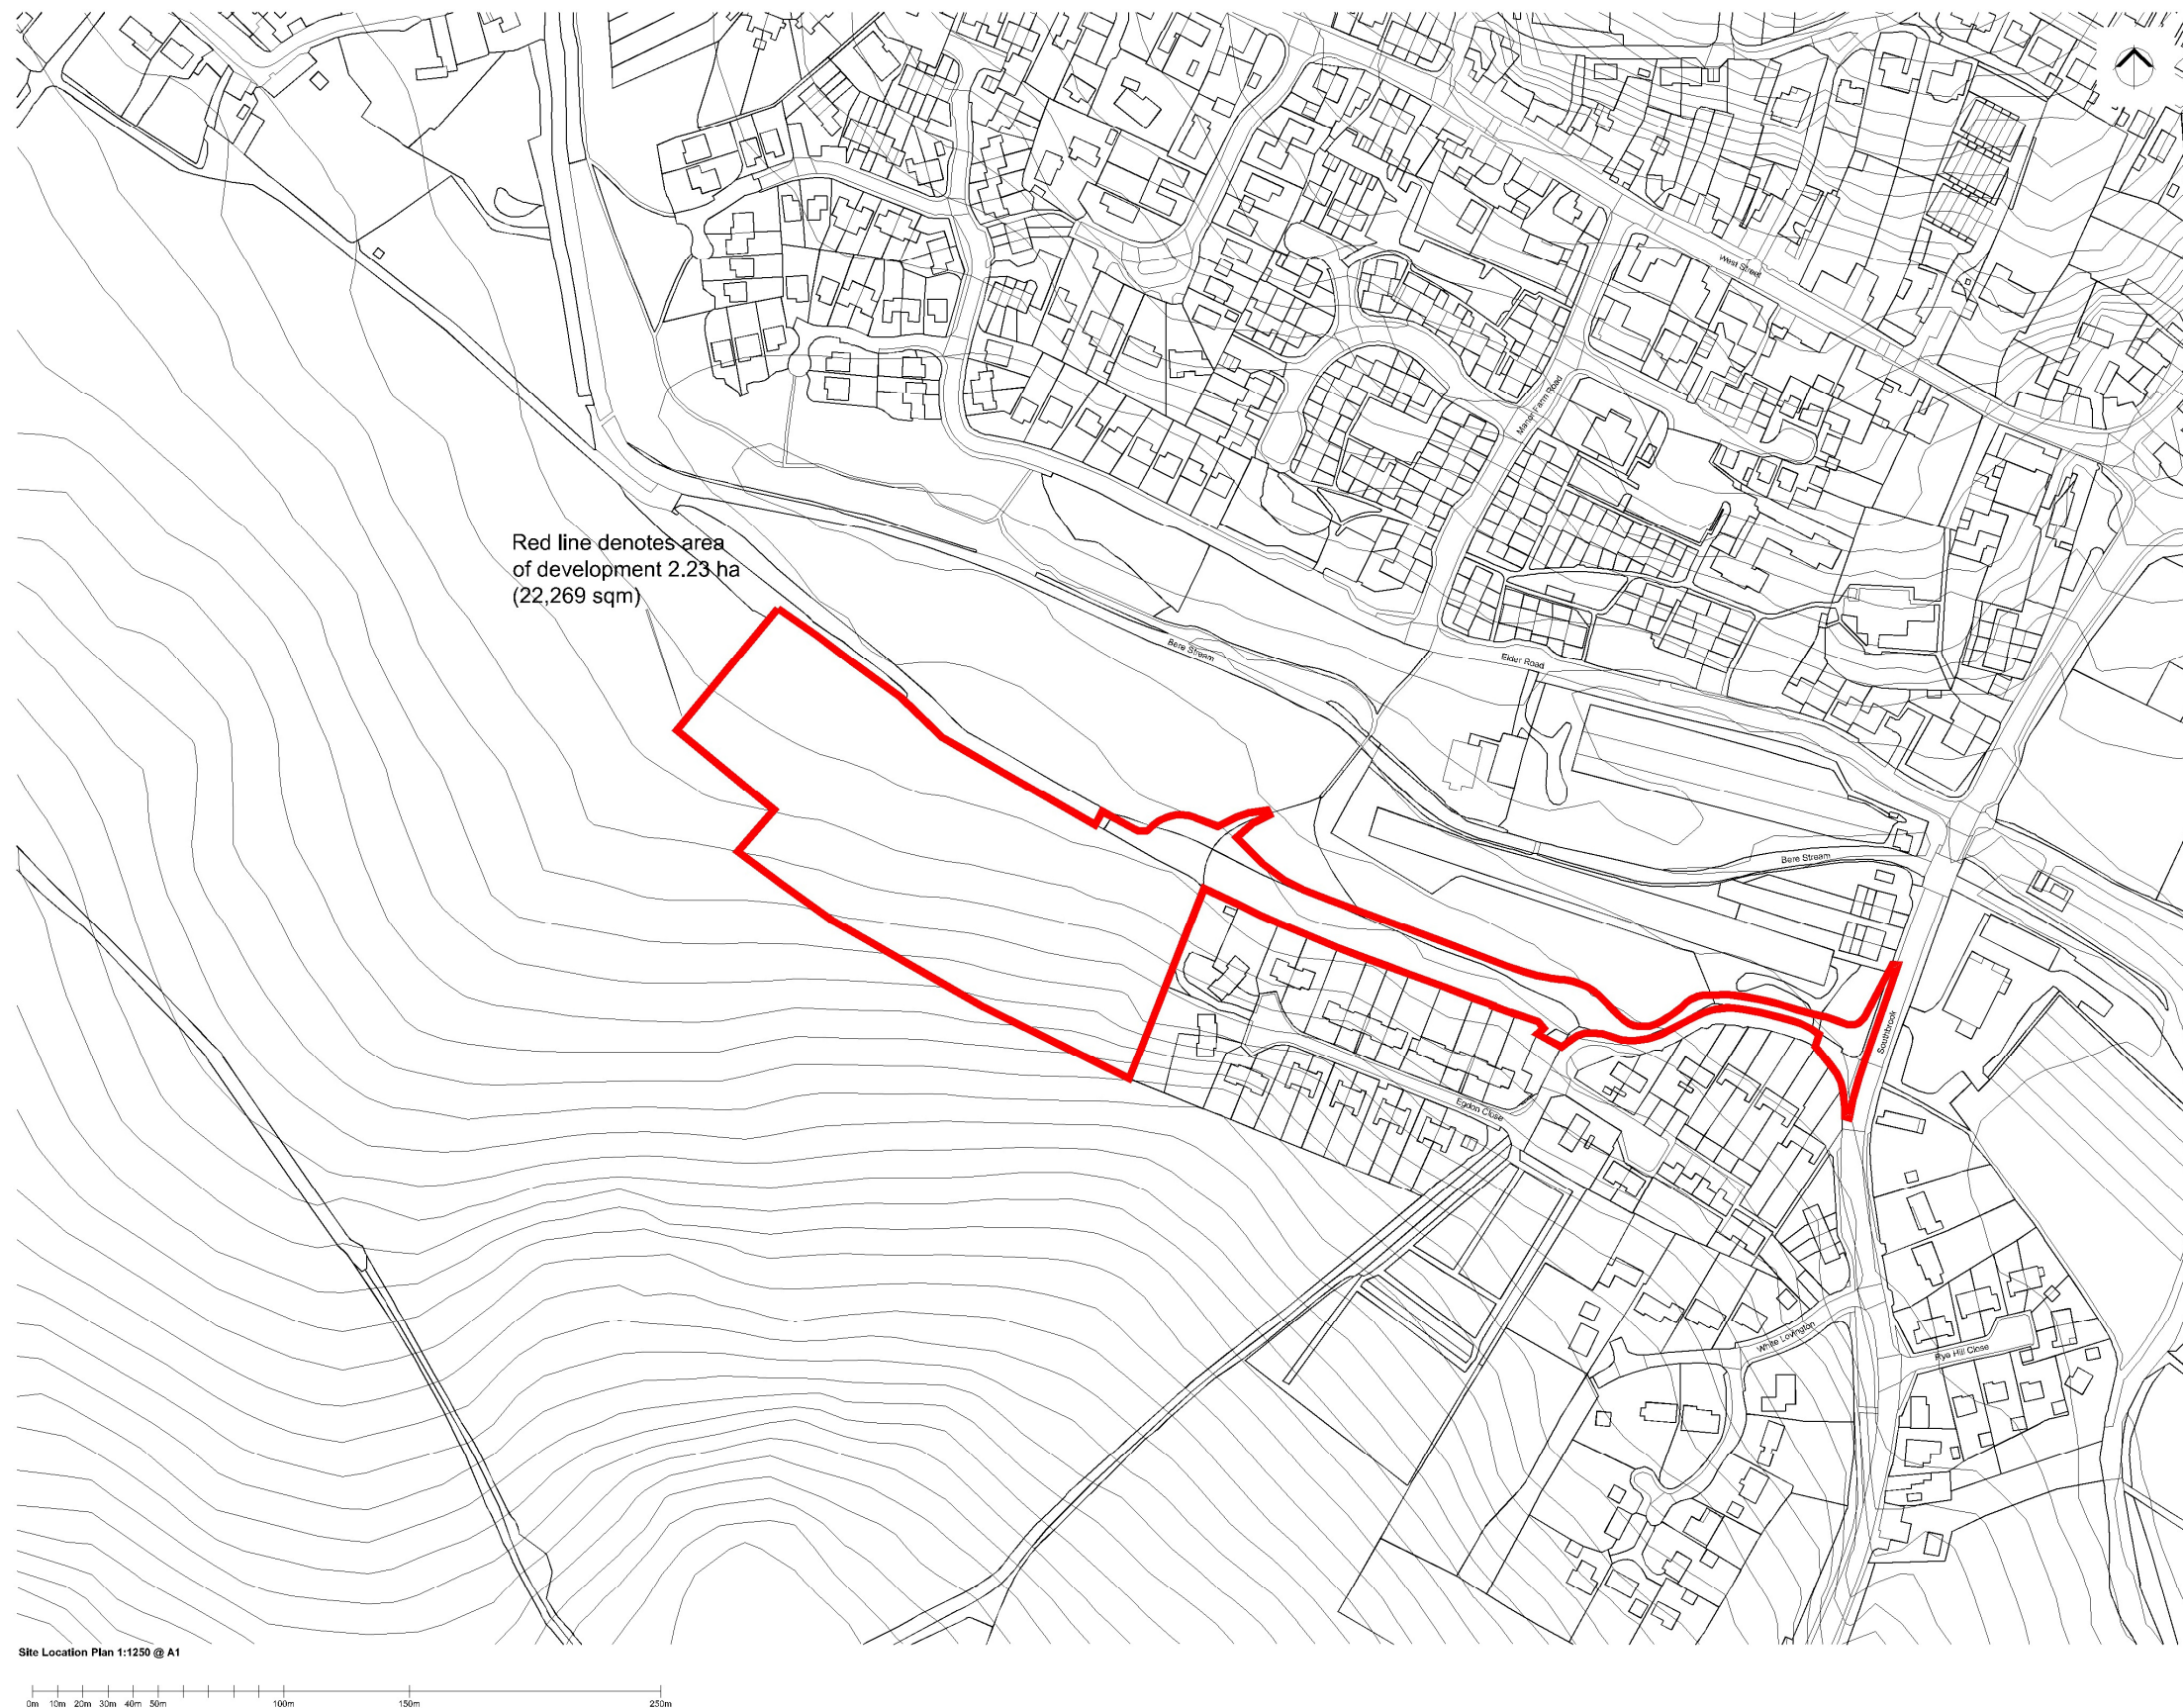 West Street
Manor Farm Road
Red line denotes area
of development 2.23 ha
(22,269 sqm)
Bere Stream
Elder Road
Bere Stream
Southbrook
Egdon Close
White Lovington
Rye Hill Close
Site Location Plan 1:1250 @ A1
0m 10m 20m 30m 40m 50m 100m 150m 250m